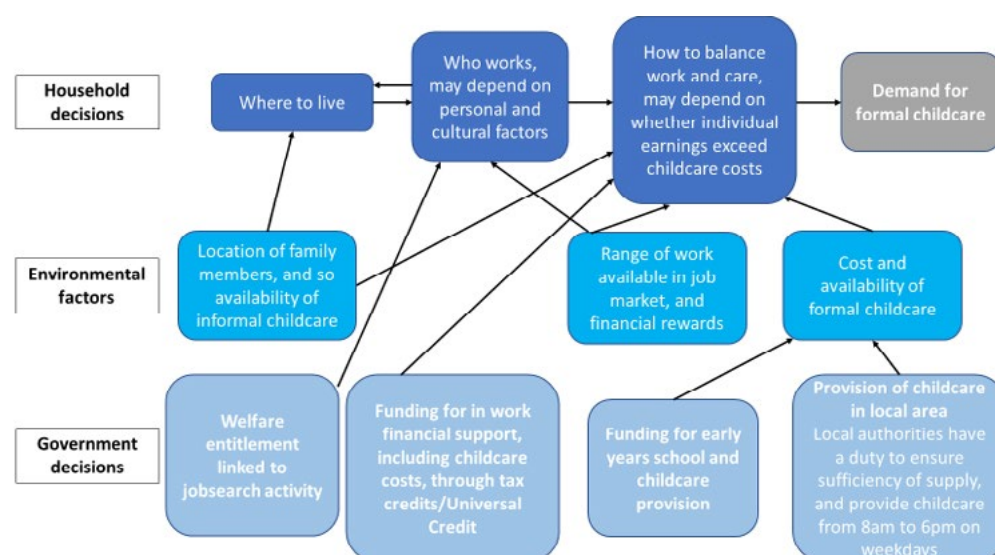 Household
decisions
Where to live
Who works,
may depend on
personal and
cultural factors
How to balance
work and care,
may depend on
whether individual
earnings exceed
childcare costs
Demand for
formal childcare
Environmental
factors
Location of family
members, and so
availability of
informal childcare
Range of work
available in job
market, and
financial rewards
Cost and
availability of
formal childcare
Government
decisions
Welfare
entitlement
linked to
jobsearch activity
Funding for in work
financial support,
including childcare
costs, through tax
credits/Universal
Credit
Funding for early
years school and
childcare
provision
Provision of childcare
in local area
Local authorities have
a duty to ensure
sufficiency of supply,
and provide childcare
from 8am to 6pm on
weekdays